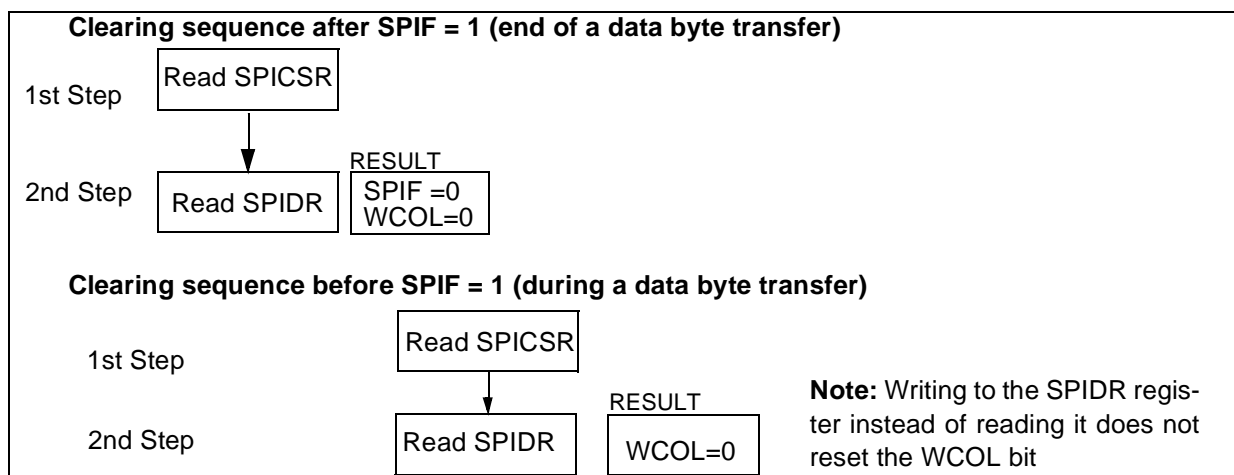 Clearing sequence after SPIF = 1 (end of a data byte transfer)
1st Step
Read SPICSR
2nd Step
Read SPIDR
RESULT
SPIF =0
WCOL=0
Clearing sequence before SPIF = 1 (during a data byte transfer)
1st Step
Read SPICSR
2nd Step
Read SPIDR
RESULT
WCOL=0
Note: Writing to the SPIDR regis-
ter instead of reading it does not
reset the WCOL bit